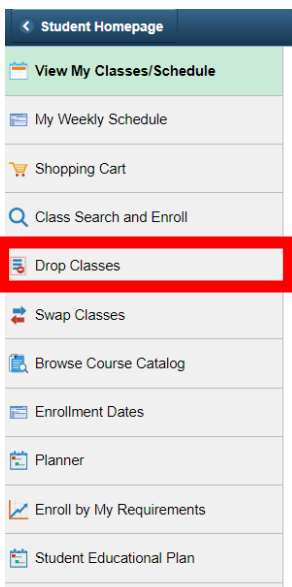 Student Homepage
View My Classes/Schedule
My Weekly Schedule
Shopping Cart
Class Search and Enroll
Drop Classes
Swap Classes
Browse Course Catalog
Enrollment Dates
Planner
Enroll by My Requirements
Student Educational Plan